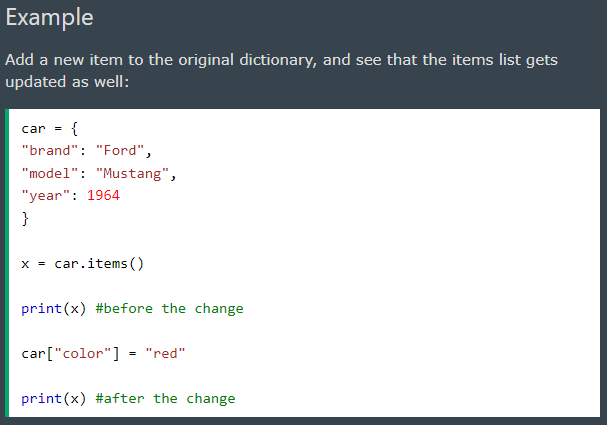 Example
Add a new item to the original dictionary, and see that the items list gets
updated as well:
car = {
"brand": "Ford",
"model": "Mustang",
"year": 1964
}
x = car.items()
print(x) #before the change
car["color"] = "red"
print(x) #after the change